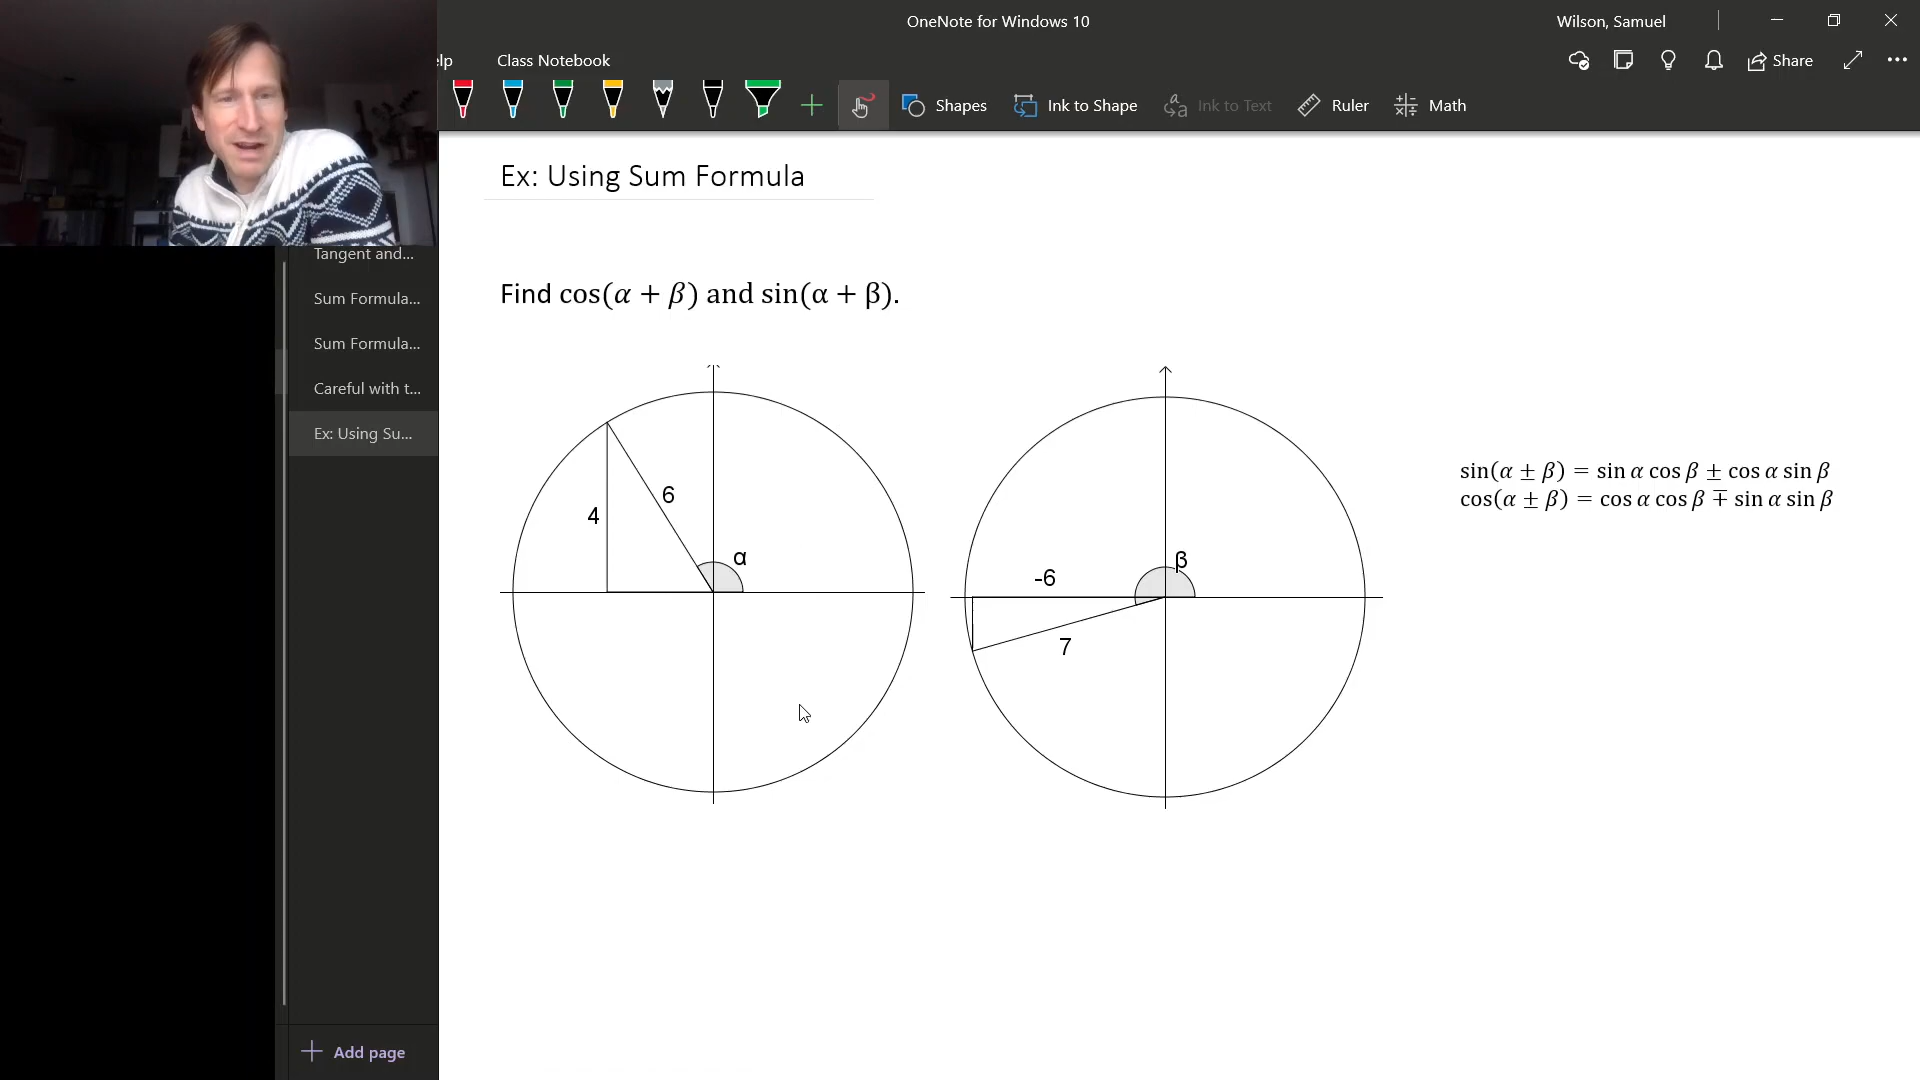 OneNote for Windows 10
Wilson, Samuel
elp
Class Notebook
Share
Shapes
Ink to Shape
Ink to Text
Ruler
Math
Ex: Using Sum Formula
Tangent and...
Sum Formula...
Sum Formula...
Careful with t...
Ex: Using Su...
Add page
Find cos(α + β) and sin(α + β).
6
4
α
β
-6
7
sin(α ± β) = sin α cos β ± cos α sin β
cos(α ± β) = cos α cos β ∓ sin α sin β